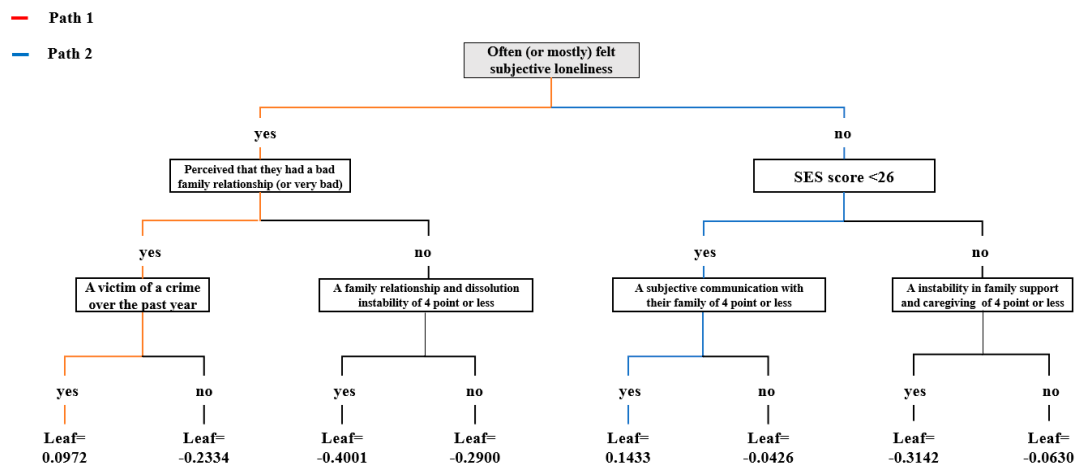 Path 1
Path 2
Often (or mostly) felt
subjective loneliness
yes
no
Perceived that they had a bad
family relationship (or very bad)
SES score <26
yes
no
yes
no
A victim of a crime
over the past year
A family relationship and dissolution
instability of 4 point or less
A subjective communication with
their family of 4 point or less
A instability in family support
and caregiving of 4 point or less
yes
no
yes
no
yes
no
yes
no
Leaf=
0.0972
Leaf=
-0.2334
Leaf=
-0.4001
Leaf=
-0.2900
Leaf=
0.1433
Leaf=
-0.0426
Leaf=
-0.3142
Leaf=
-0.0630